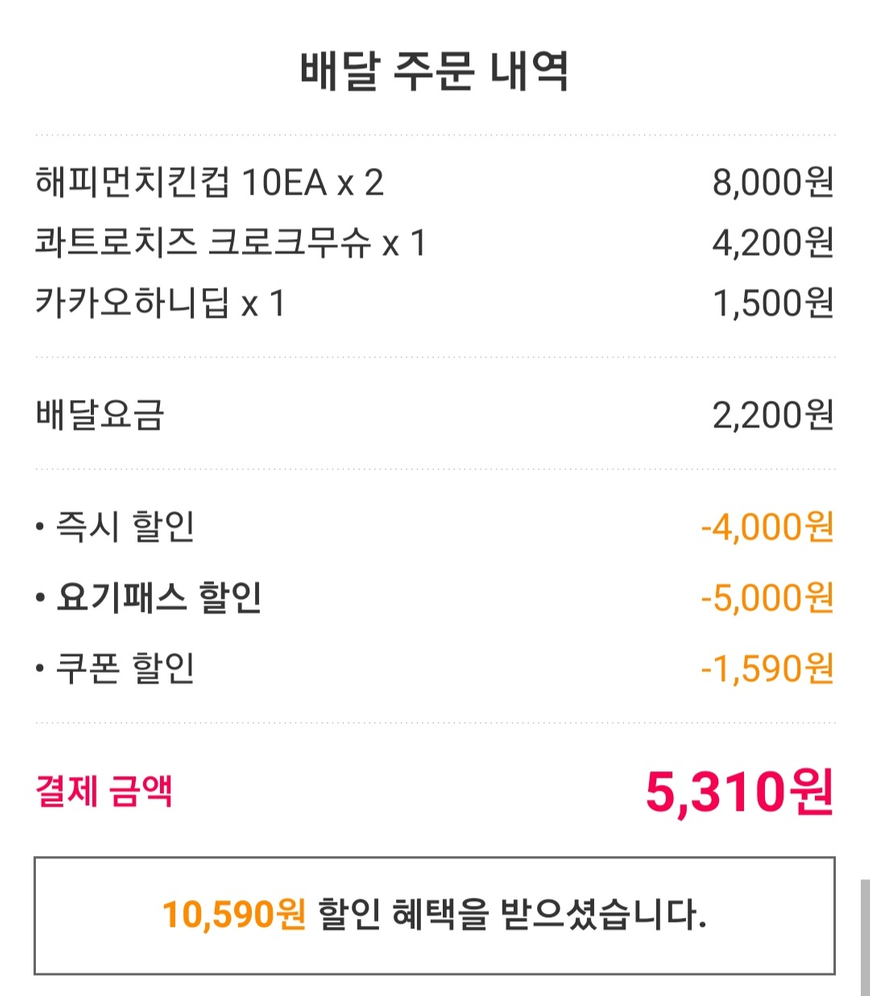 배달 주문 내역
해피먼치킨컵 10EA x 2 8,000원
콰트로치즈 크로크무슈 x 1 4,200원
카카오하니딥 x 1 1,500원
배달요금 2,200원
• 즉시 할인 -4,000원
• 요기패스 할인 -5,000원
• 쿠폰 할인 -1,590원
결제 금액 5,310원
10,590원 할인 혜택을 받으셨습니다.